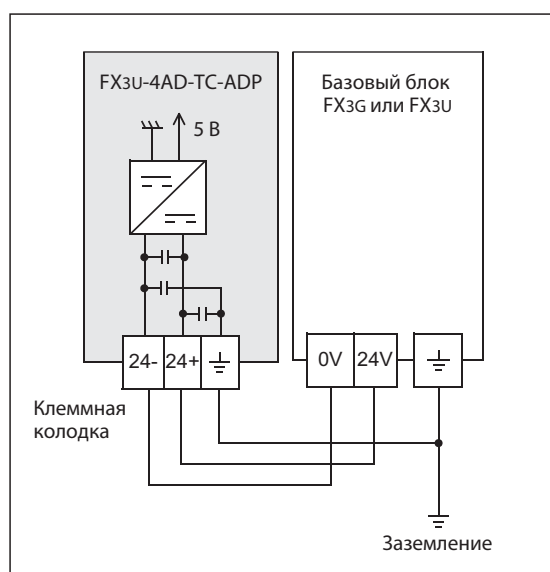 FX3U-4AD-TC-ADP
5 В
Базовый блок
FX3G или FX3U
24- 24+
0V 24V
Клеммная
колодка
Заземление